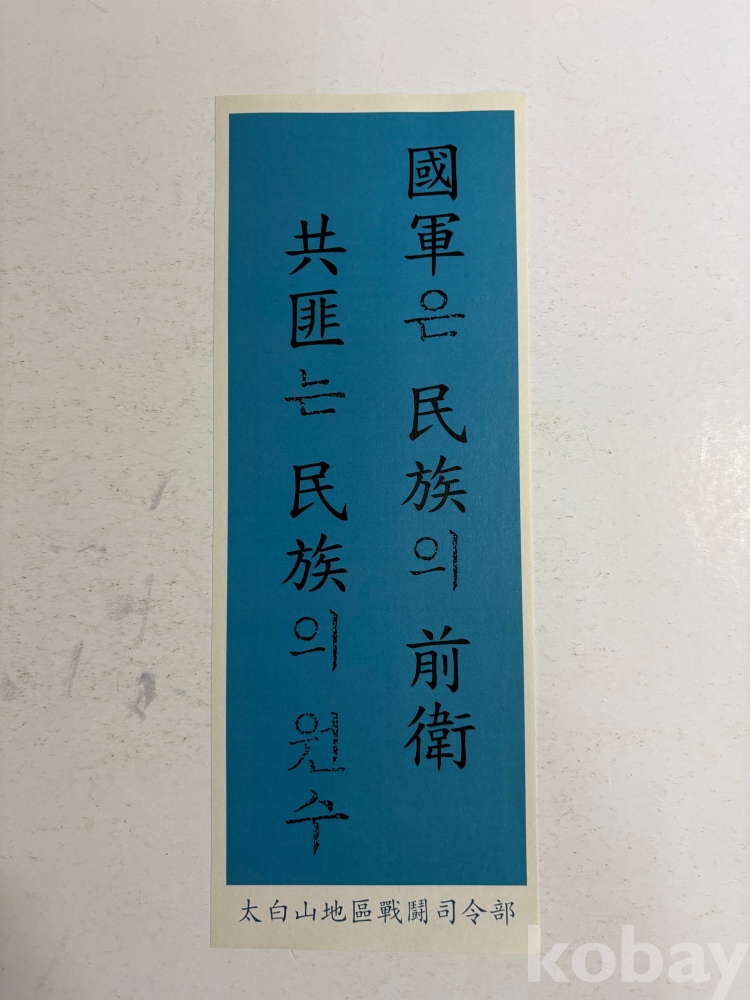 國軍은 民族의 前衛
共匪는 民族의 원수
太白山地區戰鬪司令部
kobay